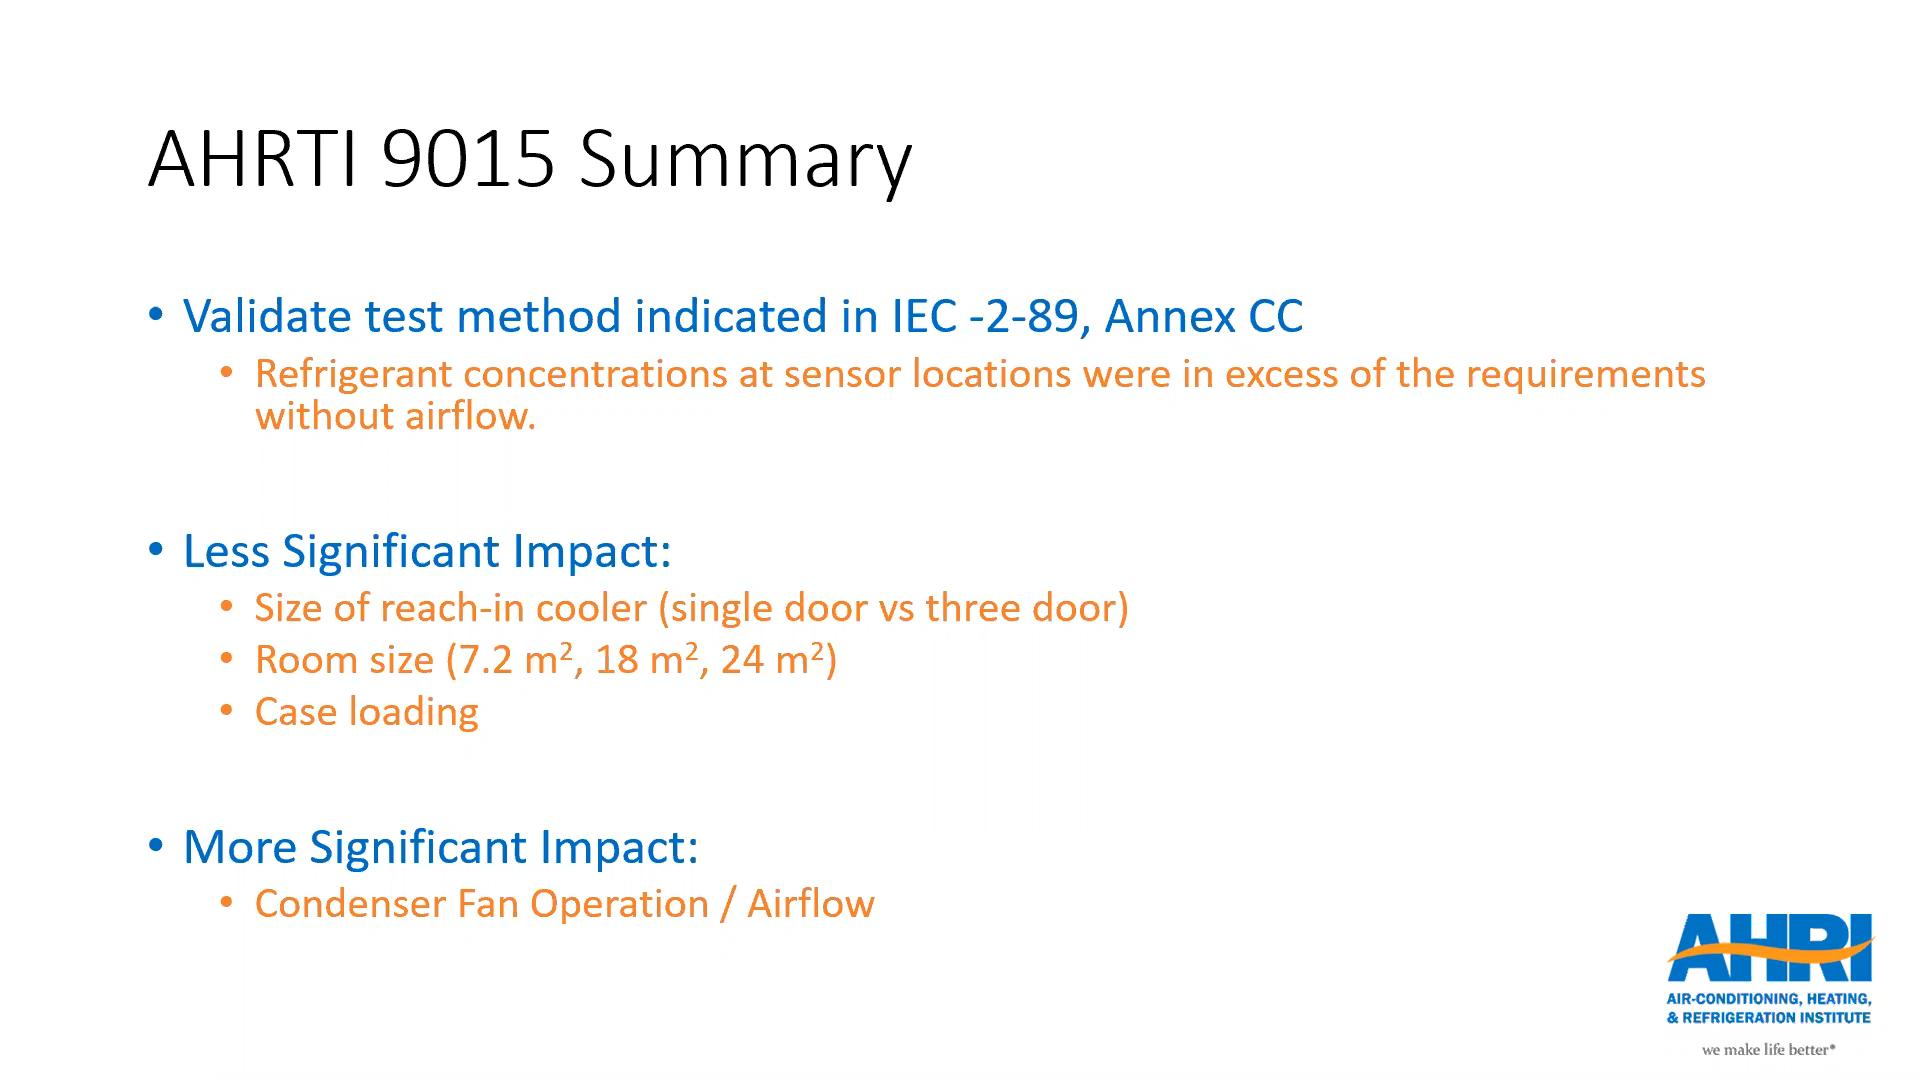 AHRTI 9015 Summary
• Validate test method indicated in IEC -2-89, Annex CC
• Refrigerant concentrations at sensor locations were in excess of the requirements
without airflow.
• Less Significant Impact:
• Size of reach-in cooler (single door vs three door)
• Room size (7.2 m², 18 m², 24 m²)
• Case loading
• More Significant Impact:
• Condenser Fan Operation / Airflow
AHRI
AIR-CONDITIONING, HEATING,
& REFRIGERATION INSTITUTE
we make life better®